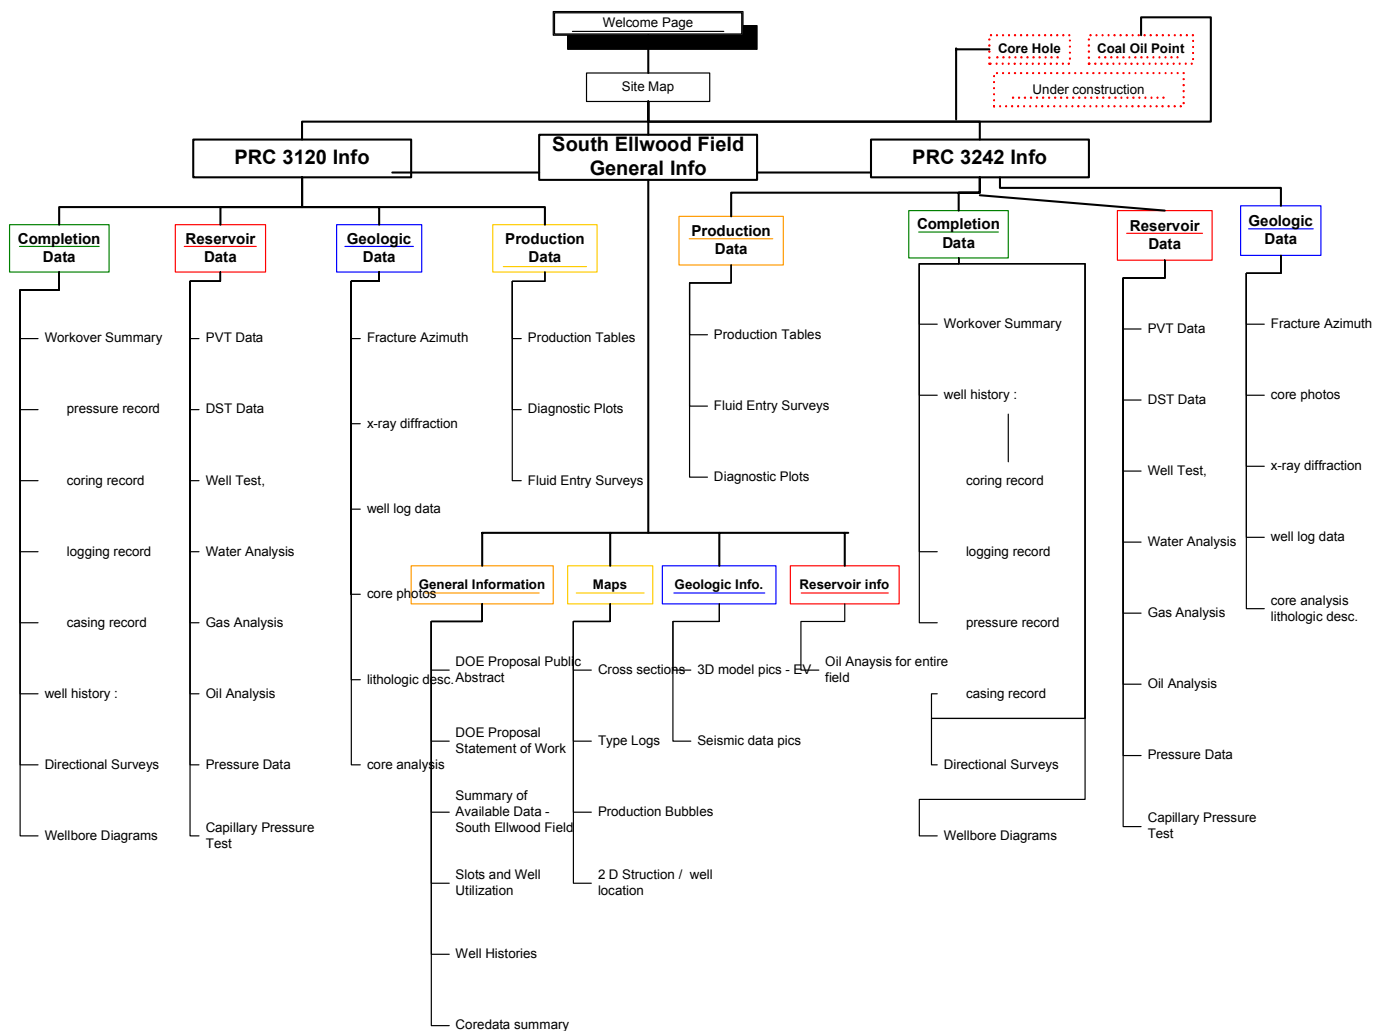 Welcome Page
Core Hole
Coal Oil Point
Under construction
Site Map
PRC 3120 Info
South Ellwood Field
General Info
PRC 3242 Info
Completion
Data
Workover Summary
pressure record
coring record
logging record
casing record
well history :
Directional Surveys
Wellbore Diagrams
Reservoir
Data
PVT Data
DST Data
Well Test,
Water Analysis
Gas Analysis
Oil Analysis
Pressure Data
Capillary Pressure
Test
Geologic
Data
Fracture Azimuth
x-ray diffraction
well log data
core photos
lithologic desc.
core analysis
Production
Data
Production Tables
Diagnostic Plots
Fluid Entry Surveys
General Information
DOE Proposal Public
Abstract
DOE Proposal
Statement of Work
Summary of
Available Data -
South Ellwood Field
Slots and Well
Utilization
Well Histories
Coredata summary
Maps
Cross sections
Type Logs
Production Bubbles
2 D Struction / well
location
Geologic Info.
3D model pics - EV
Seismic data pics
Reservoir info
Oil Anaysis for entire
field
Production
Data
Production Tables
Fluid Entry Surveys
Diagnostic Plots
Completion
Data
Workover Summary
well history :
coring record
logging record
pressure record
casing record
Directional Surveys
Wellbore Diagrams
Reservoir
Data
PVT Data
DST Data
Well Test,
Water Analysis
Gas Analysis
Oil Analysis
Pressure Data
Capillary Pressure
Test
Geologic
Data
Fracture Azimuth
core photos
x-ray diffraction
well log data
core analysis
lithologic desc.